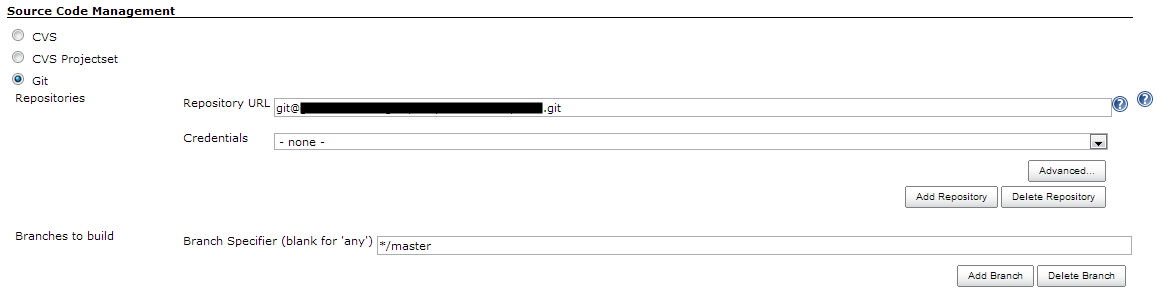 Source Code Management
CVS
CVS Projectset
Git
Repositories
Repository URL git@ .git ? ?
Credentials - none -
Advanced...
Add Repository Delete Repository
Branches to build
Branch Specifier (blank for 'any') */master
Add Branch Delete Branch